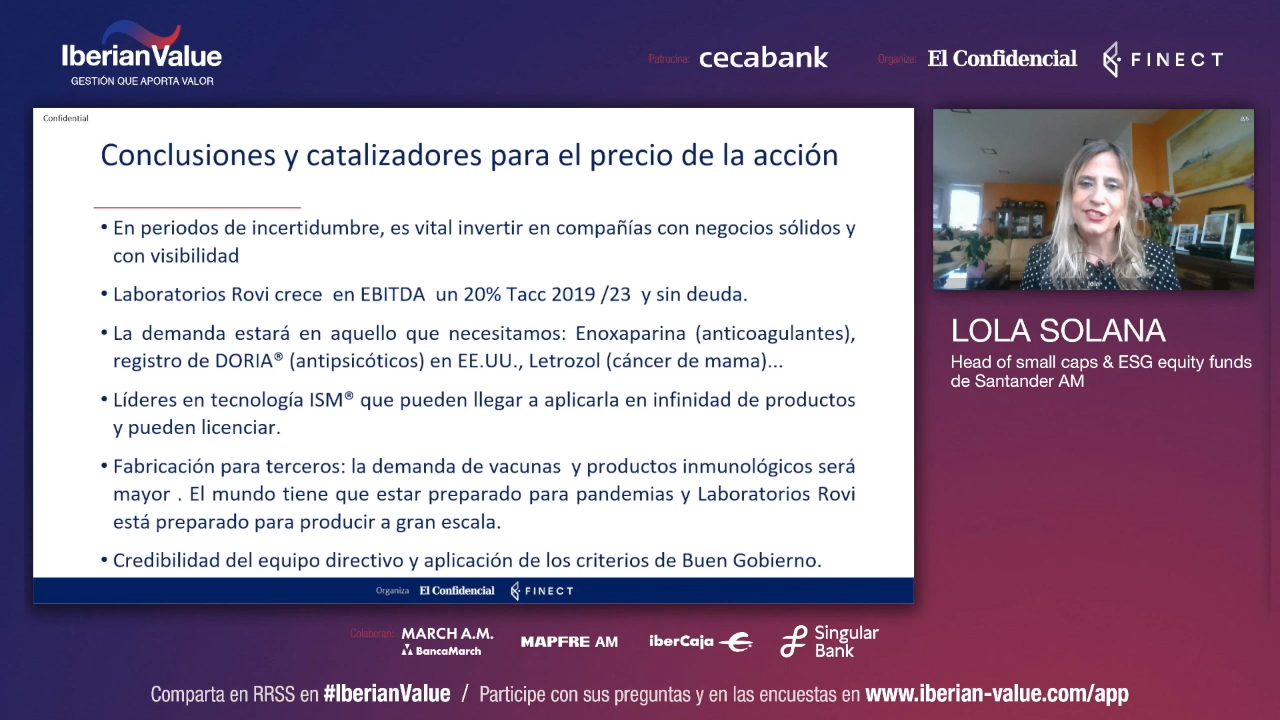 IberianValue
GESTIÓN QUE APORTA VALOR
Patrocina: cecabank
Organiza: El Confidencial FINECT
Confidential
Conclusiones y catalizadores para el precio de la acción
• En periodos de incertidumbre, es vital invertir en compañías con negocios sólidos y
con visibilidad
• Laboratorios Rovi crece en EBITDA un 20% Tacc 2019 /23 y sin deuda.
• La demanda estará en aquello que necesitamos: Enoxaparina (anticoagulantes),
registro de DORIA® (antipsicóticos) en EE.UU., Letrozol (cáncer de mama)...
• Líderes en tecnología ISM® que pueden llegar a aplicarla en infinidad de productos
y pueden licenciar.
• Fabricación para terceros: la demanda de vacunas y productos inmunológicos será
mayor . El mundo tiene que estar preparado para pandemias y Laboratorios Rovi
está preparado para producir a gran escala.
• Credibilidad del equipo directivo y aplicación de los criterios de Buen Gobierno.
Organiza El Confidencial FINECT
LOLA SOLANA
Head of small caps & ESG equity funds
de Santander AM
Colaboran: MARCH A.M.
BancaMarch
MAPFRE AM
iberCaja
Singular
Bank
Comparta en RRSS en #IberianValue / Participe con sus preguntas y en las encuestas en www.iberian-value.com/app